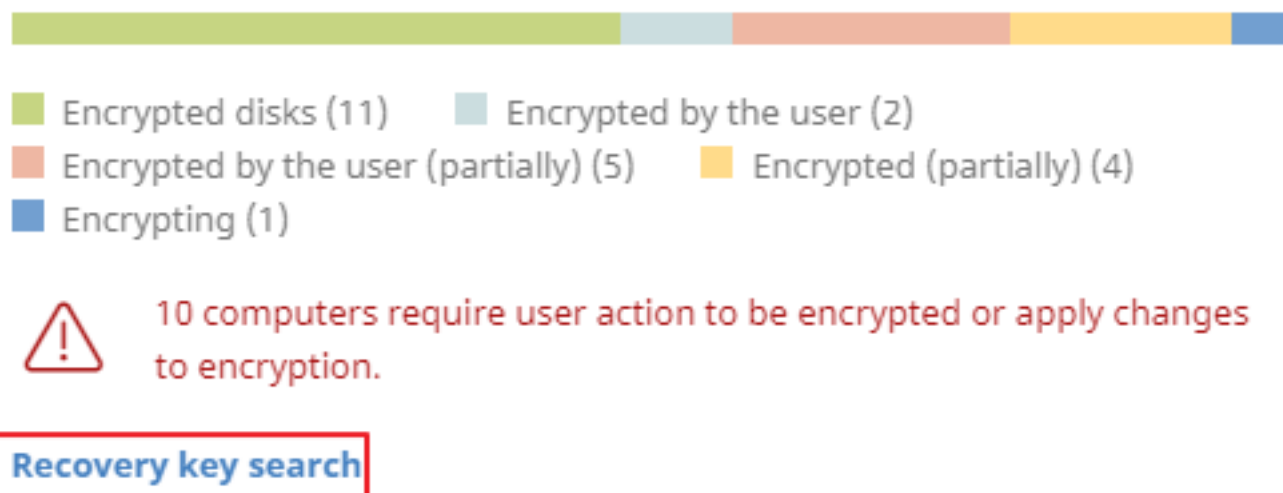 Encrypted disks (11) Encrypted by the user (2)
Encrypted by the user (partially) (5) Encrypted (partially) (4)
Encrypting (1)
10 computers require user action to be encrypted or apply changes
to encryption.
Recovery key search